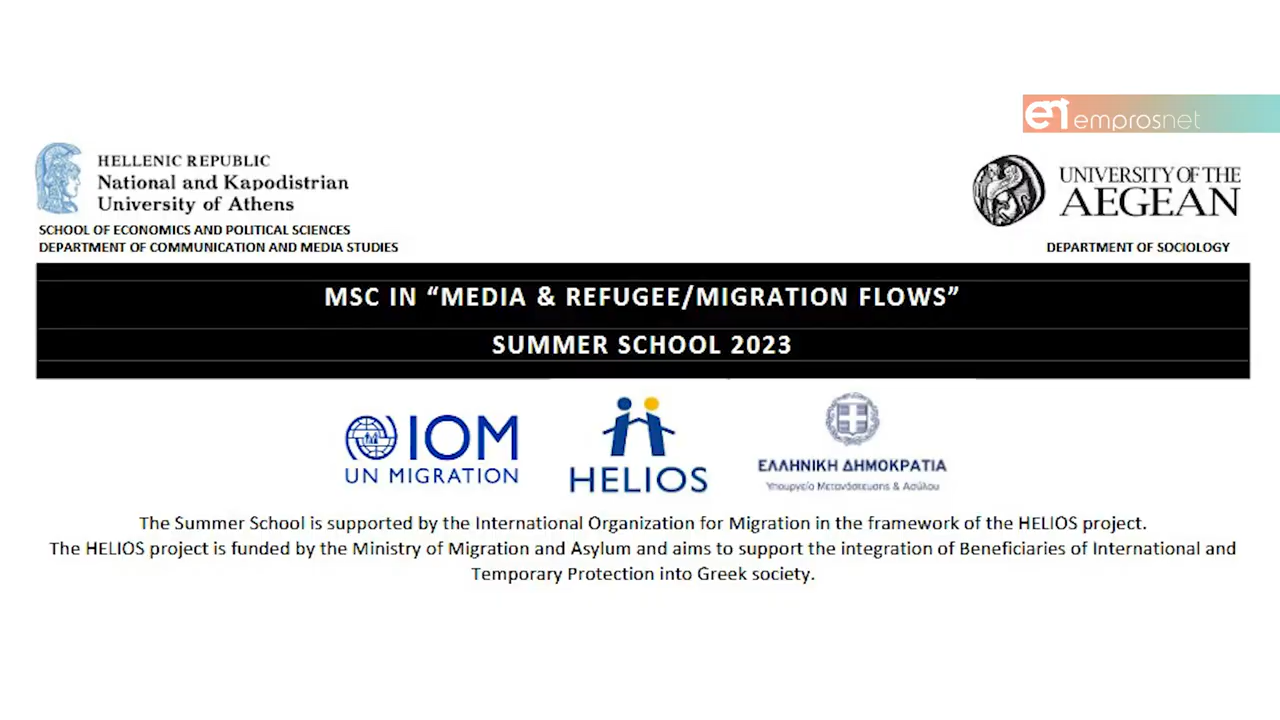 en emprosnet
HELLENIC REPUBLIC
National and Kapodistrian
University of Athens
SCHOOL OF ECONOMICS AND POLITICAL SCIENCES
DEPARTMENT OF COMMUNICATION AND MEDIA STUDIES
UNIVERSITY OF THE
AEGEAN
DEPARTMENT OF SOCIOLOGY
MSC IN “MEDIA & REFUGEE/MIGRATION FLOWS”
SUMMER SCHOOL 2023
IOM
UN MIGRATION
HELIOS
ΕΛΛΗΝΙΚΗ ΔΗΜΟΚΡΑΤΙΑ
Υπουργείο Μετανάστευσης & Ασύλου
The Summer School is supported by the International Organization for Migration in the framework of the HELIOS project.
The HELIOS project is funded by the Ministry of Migration and Asylum and aims to support the integration of Beneficiaries of International and
Temporary Protection into Greek society.